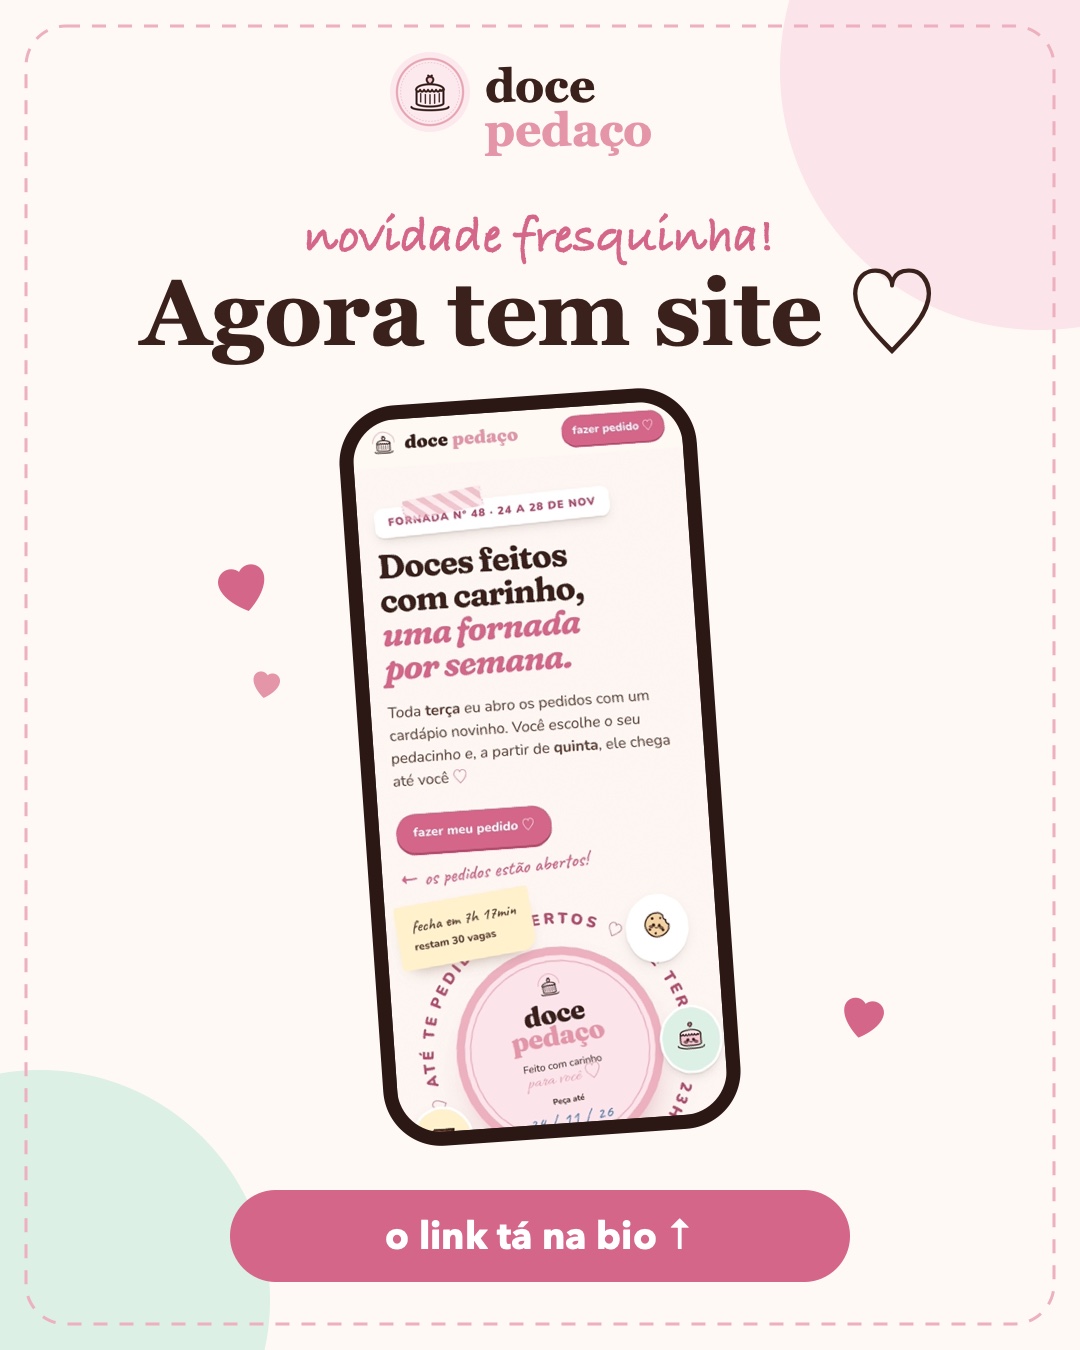 doce
pedaço
novidade fresquinha!
Agora tem site ♡
doce pedaço
fazer pedido ♡
FORNADA Nº 48 · 24 A 28 DE NOV
Doces feitos
com carinho,
uma fornada
por semana.
Toda terça eu abro os pedidos com um
cardápio novinho. Você escolhe o seu
pedacinho e, a partir de quinta, ele chega
até você ♡
fazer meu pedido ♡
← os pedidos estão abertos!
fecha em 7h 17min
restam 30 vagas
ATÉ TE
doce
pedaço
Feito com carinho
para você ♡
Peça até
24 / 11 / 26
o link tá na bio ↑